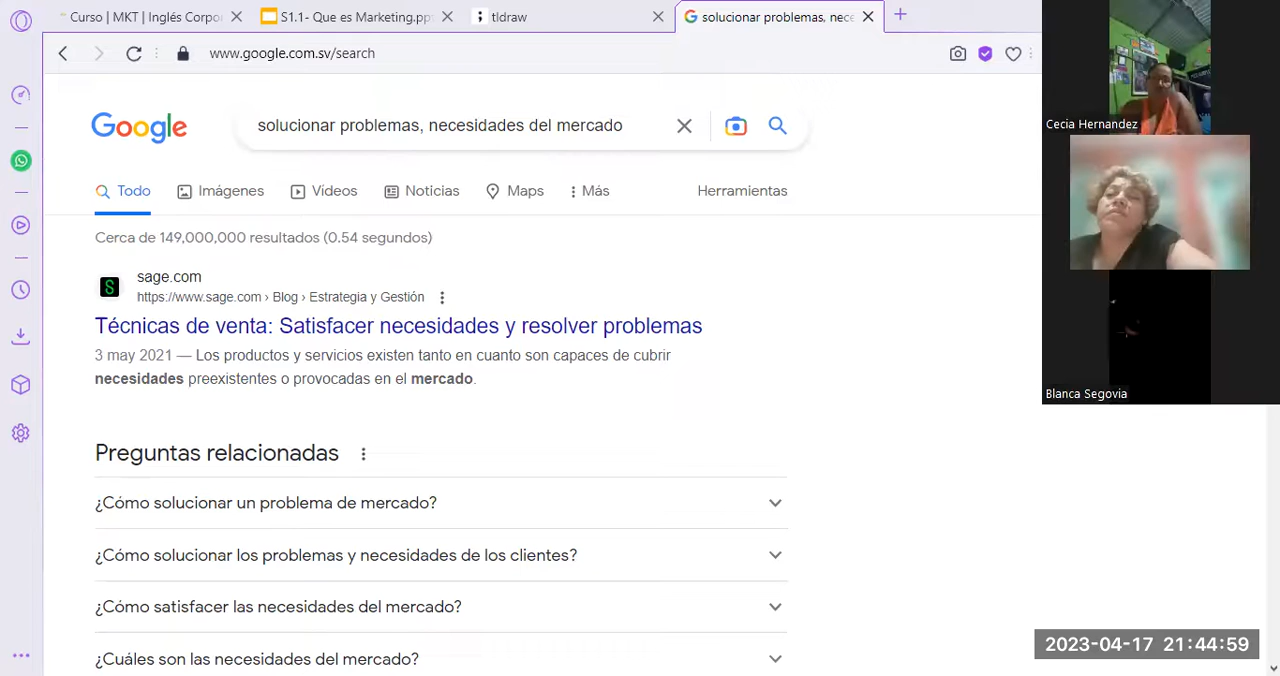 Curso | MKT | Inglés Corpo
S1.1- Que es Marketing.pp
tldraw
solucionar problemas, nece
www.google.com.sv/search
Google
solucionar problemas, necesidades del mercado
Todo
Imágenes
Videos
Noticias
Maps
Más
Herramientas
Cerca de 149,000,000 resultados (0.54 segundos)
sage.com
https://www.sage.com › Blog › Estrategia y Gestión
Técnicas de venta: Satisfacer necesidades y resolver problemas
3 may 2021 — Los productos y servicios existen tanto en cuanto son capaces de cubrir
necesidades preexistentes o provocadas en el mercado.
Preguntas relacionadas
¿Cómo solucionar un problema de mercado?
¿Cómo solucionar los problemas y necesidades de los clientes?
¿Cómo satisfacer las necesidades del mercado?
¿Cuáles son las necesidades del mercado?
Cecia Hernandez
Blanca Segovia
2023-04-17 21:44:59